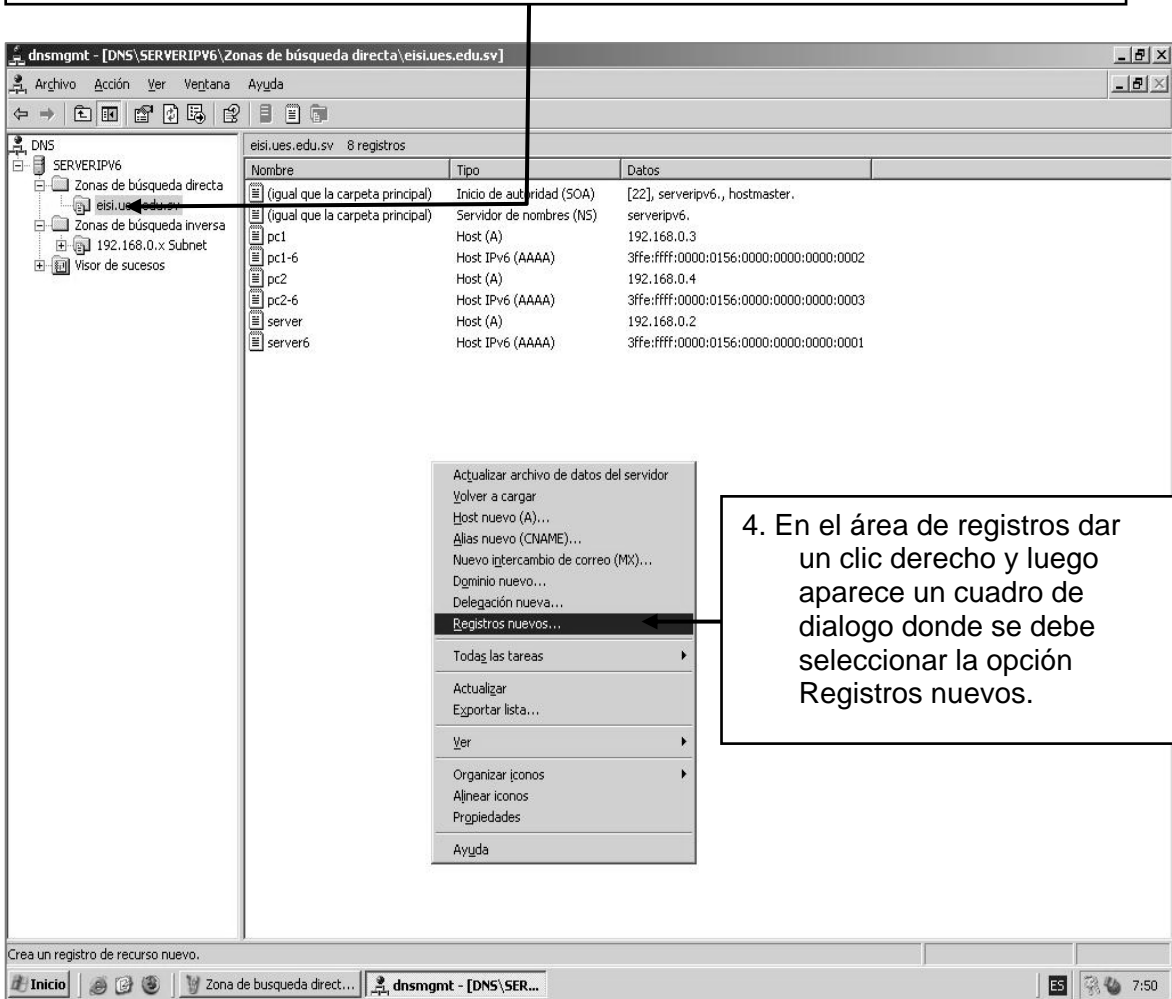 dnsmgmt - [DNS\SERVERIPV6\Zonas de búsqueda directa\eisi.ues.edu.sv]
Archivo Acción Ver Ventana Ayuda
DNS
SERVERIPV6
Zonas de búsqueda directa
eisi.ues.edu.sv
Zonas de búsqueda inversa
192.168.0.x Subnet
Visor de sucesos
eisi.ues.edu.sv 8 registros
Nombre Tipo Datos
(igual que la carpeta principal) Inicio de autoridad (SOA) [22], serveripv6., hostmaster.
(igual que la carpeta principal) Servidor de nombres (NS) serveripv6.
pc1 Host (A) 192.168.0.3
pc1-6 Host IPv6 (AAAA) 3ffe:ffff:0000:0156:0000:0000:0000:0002
pc2 Host (A) 192.168.0.4
pc2-6 Host IPv6 (AAAA) 3ffe:ffff:0000:0156:0000:0000:0000:0003
server Host (A) 192.168.0.2
server6 Host IPv6 (AAAA) 3ffe:ffff:0000:0156:0000:0000:0000:0001
Actualizar archivo de datos del servidor
Volver a cargar
Host nuevo (A)...
Alias nuevo (CNAME)...
Nuevo intercambio de correo (MX)...
Dominio nuevo...
Delegación nueva...
Registros nuevos...
Todas las tareas
Actualizar
Exportar lista...
Ver
Organizar iconos
Alinear iconos
Propiedades
Ayuda
4. En el área de registros dar
un clic derecho y luego
aparece un cuadro de
dialogo donde se debe
seleccionar la opción
Registros nuevos.
Crea un registro de recurso nuevo.
Inicio Zona de busqueda direct... dnsmgmt - [DNS\SER... ES 7:50